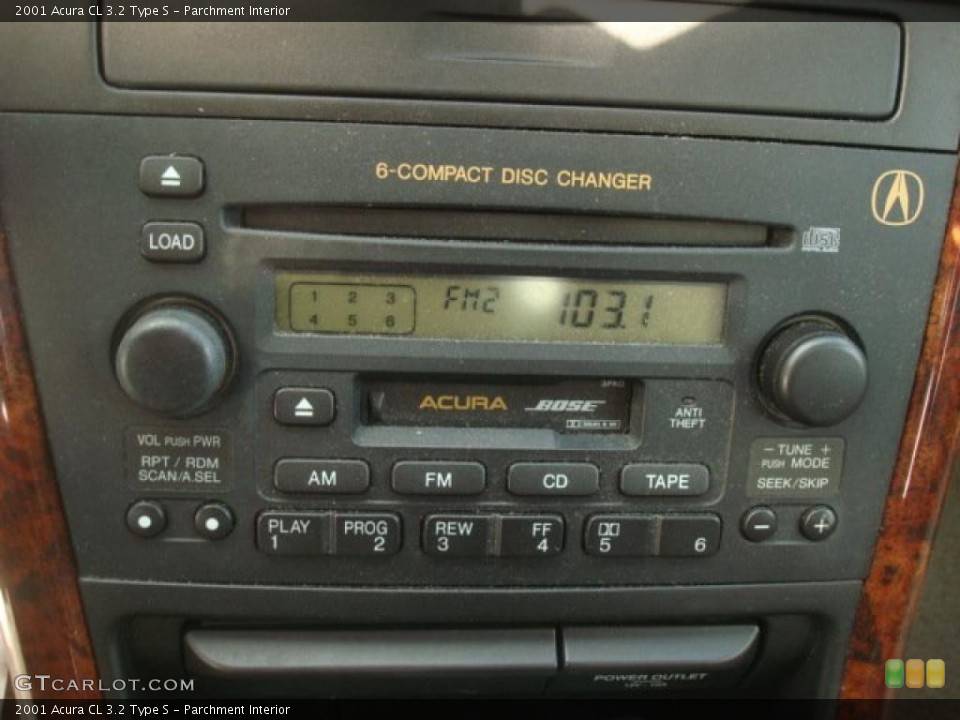 2001 Acura CL 3.2 Type S - Parchment Interior
6-COMPACT DISC CHANGER
LOAD
disc
1 2 3
4 5 6
FM2 103.1
ACURA BOSE
ANTI
THEFT
VOL PUSH PWR
RPT / RDM
SCAN/A.SEL
AM FM CD TAPE
− TUNE +
PUSH MODE
SEEK/SKIP
PLAY PROG REW FF
1 2 3 4 5 6
− +
POWER OUTLET
GTCARLOT.COM
2001 Acura CL 3.2 Type S - Parchment Interior